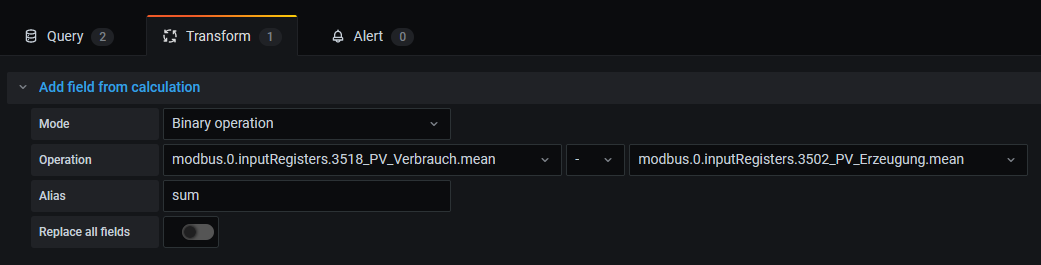 Query 2 Transform 1 Alert 0
Add field from calculation
Mode Binary operation
Operation modbus.0.inputRegisters.3518_PV_Verbrauch.mean - modbus.0.inputRegisters.3502_PV_Erzeugung.mean
Alias sum
Replace all fields